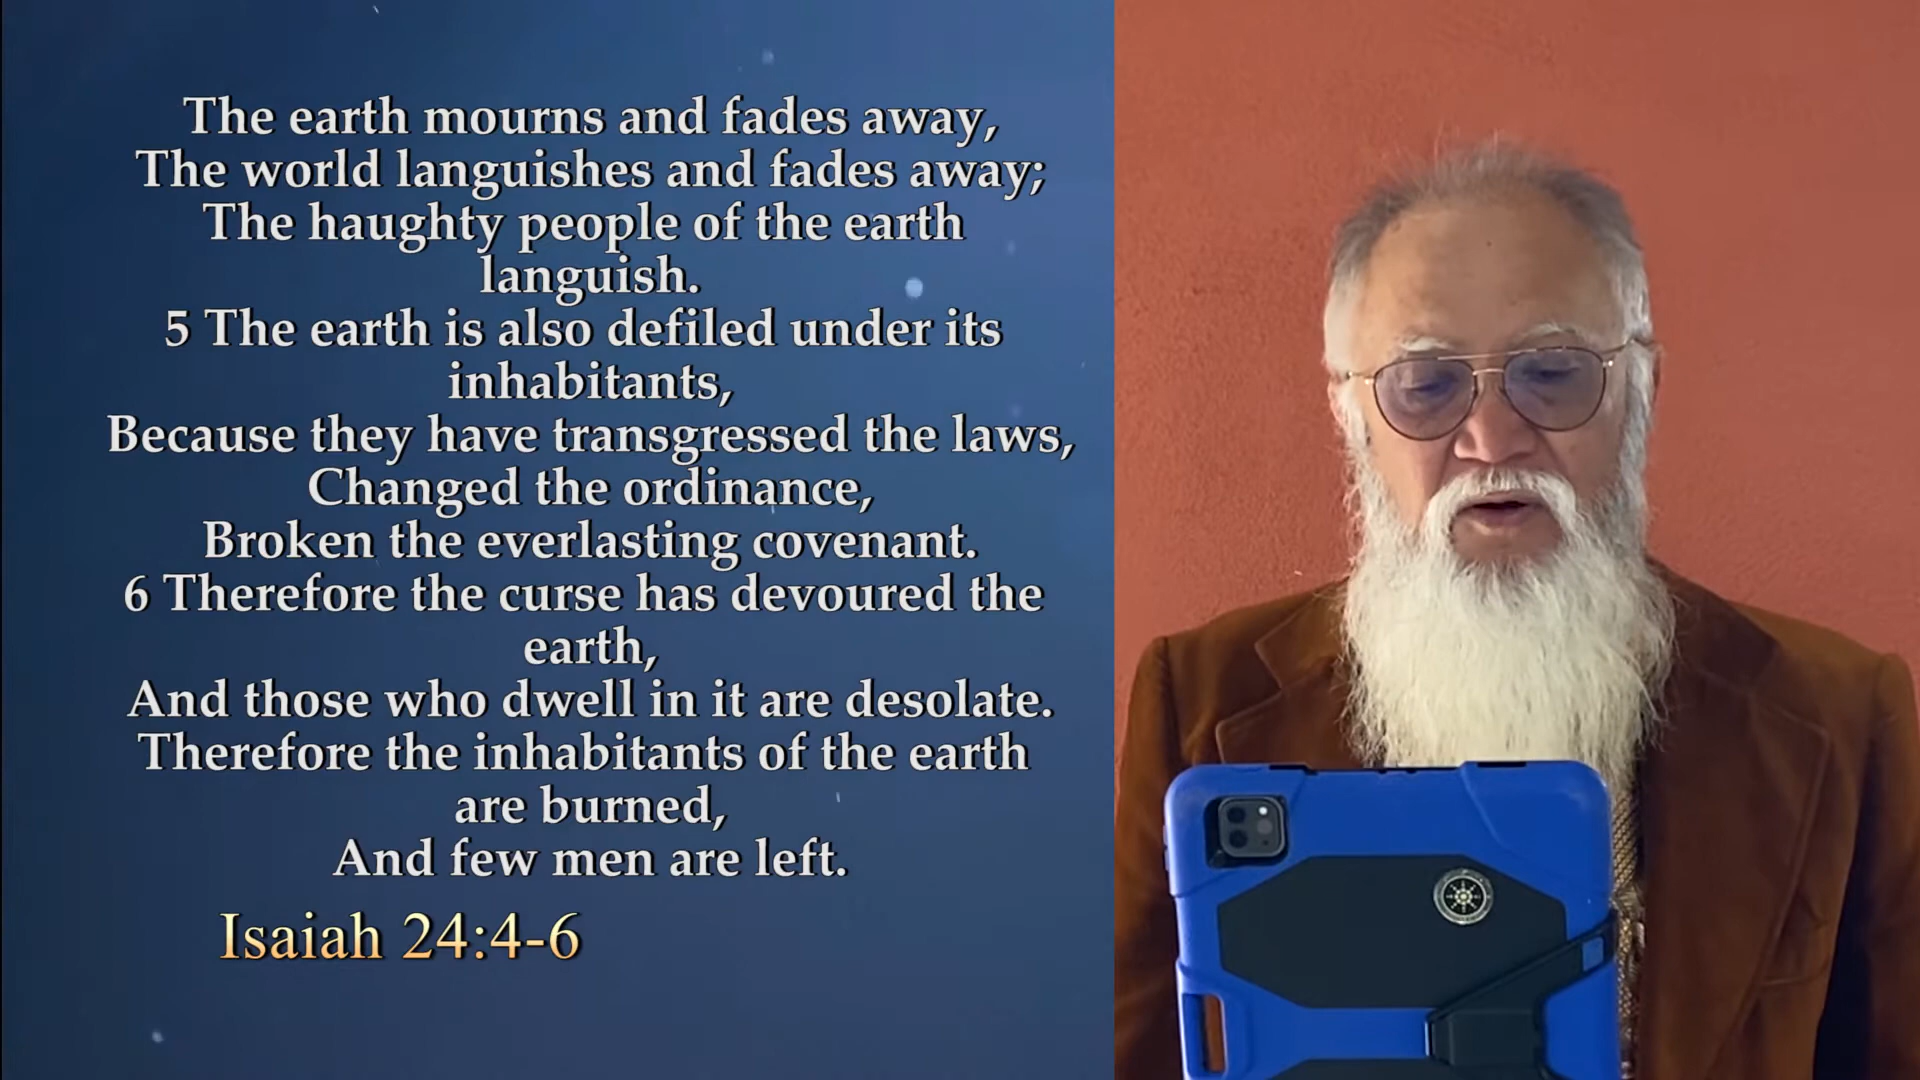 The earth mourns and fades away,
The world languishes and fades away;
The haughty people of the earth
languish.
5 The earth is also defiled under its
inhabitants,
Because they have transgressed the laws,
Changed the ordinance,
Broken the everlasting covenant.
6 Therefore the curse has devoured the
earth,
And those who dwell in it are desolate.
Therefore the inhabitants of the earth
are burned,
And few men are left.
Isaiah 24:4-6